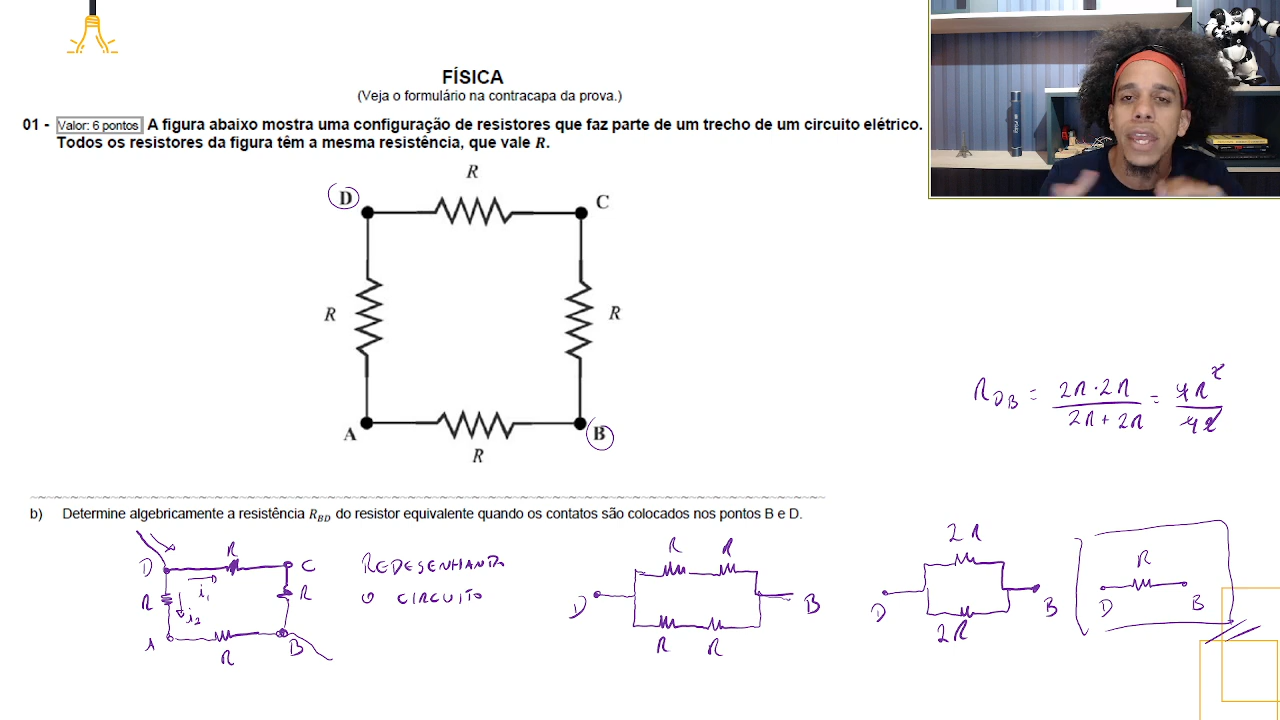 FÍSICA
(Veja o formulário na contracapa da prova.)
01 - Valor: 6 pontos A figura abaixo mostra uma configuração de resistores que faz parte de um trecho de um circuito elétrico.
Todos os resistores da figura têm a mesma resistência, que vale R.
R
D
C
R
R
A
B
R
R_DB = 2R·2R / 2R+2R = 4R² / 4R
b) Determine algebricamente a resistência R_BD do resistor equivalente quando os contatos são colocados nos pontos B e D.
D R C
R i₁ i₂ R
A R B
REDESENHANDO
O CIRCUITO
R R
D B
R R
2R
D B
2R
R
D B